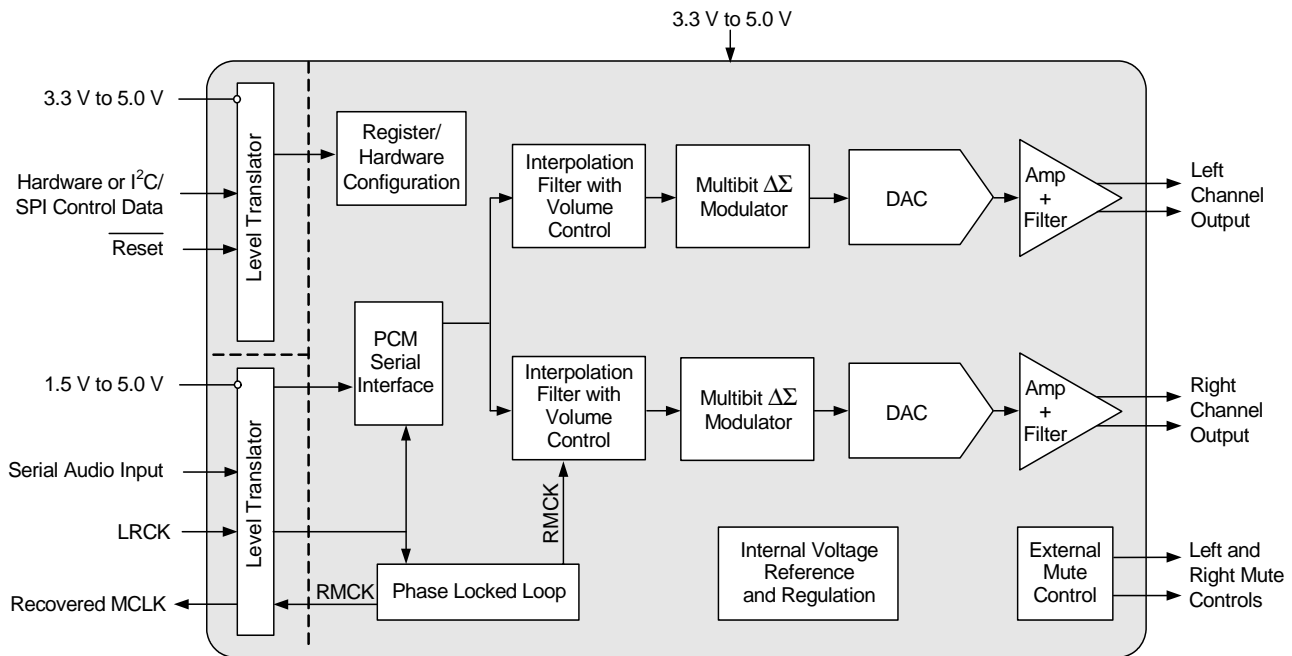 3.3 V to 5.0 V
3.3 V to 5.0 V
Hardware or I²C/
SPI Control Data
Reset
Level Translator
Register/
Hardware
Configuration
1.5 V to 5.0 V
Serial Audio Input
LRCK
Recovered MCLK
Level Translator
PCM
Serial
Interface
RMCK
Phase Locked Loop
RMCK
Interpolation
Filter with
Volume
Control
Multibit ΔΣ
Modulator
DAC
Amp
+
Filter
Left
Channel
Output
Interpolation
Filter with
Volume
Control
Multibit ΔΣ
Modulator
DAC
Amp
+
Filter
Right
Channel
Output
Internal Voltage
Reference
and Regulation
External
Mute
Control
Left and
Right Mute
Controls